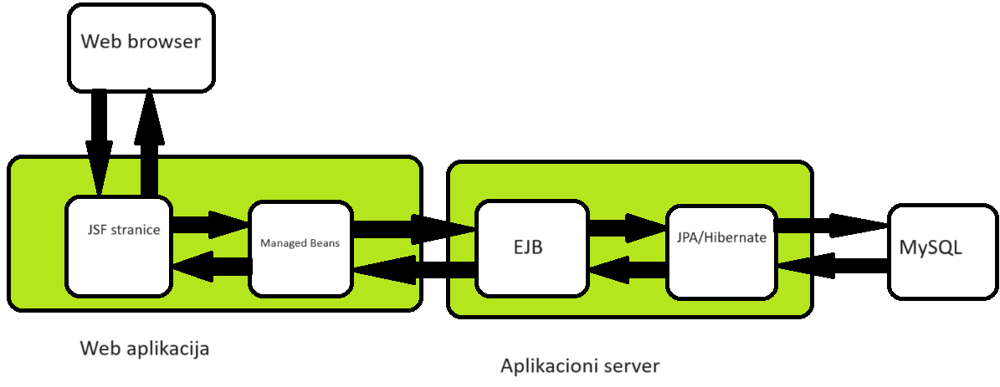 Web browser
JSF stranice
Managed Beans
EJB
JPA/Hibernate
MySQL
Web aplikacija
Aplikacioni server